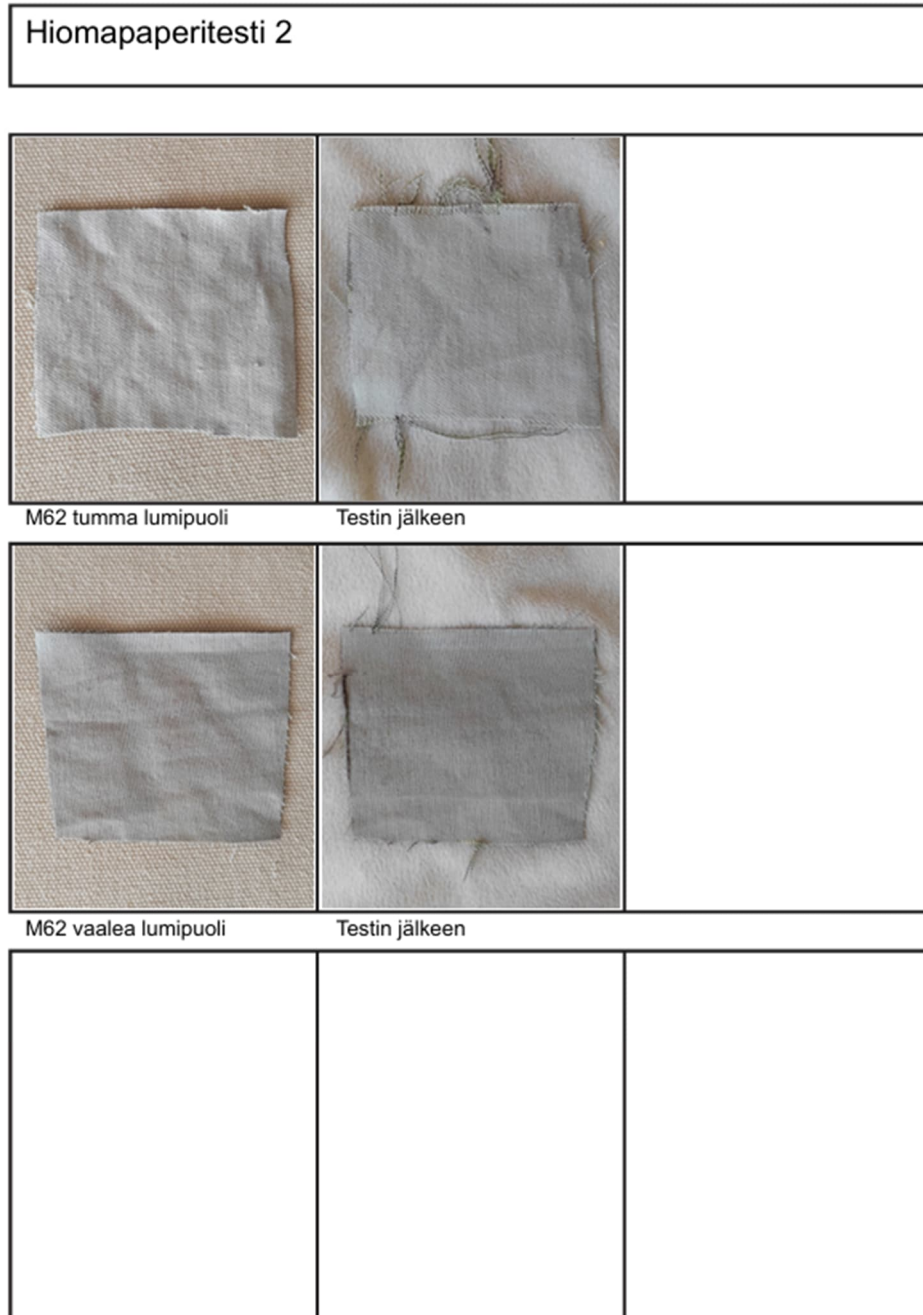 Hiomapaperitesti 2
M62 tumma lumipuoli
Testin jälkeen
M62 vaalea lumipuoli
Testin jälkeen